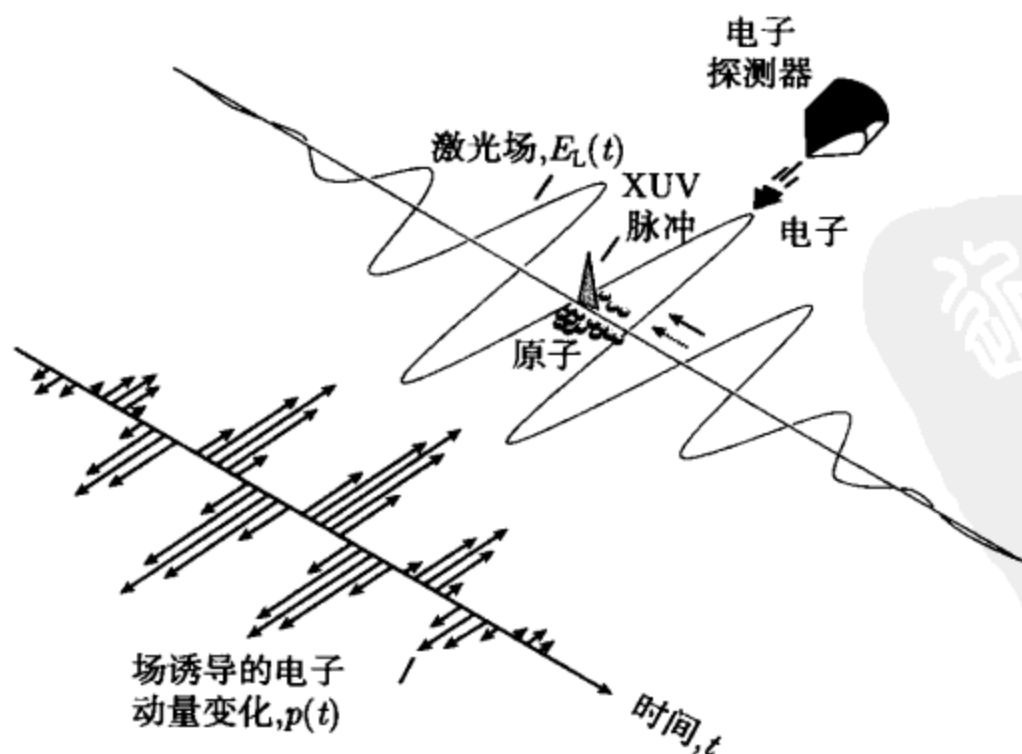 电子
探测器
激光场,E_L(t)
XUV
脉冲
电子
原子
场诱导的电子
动量变化,p(t)
时间,t